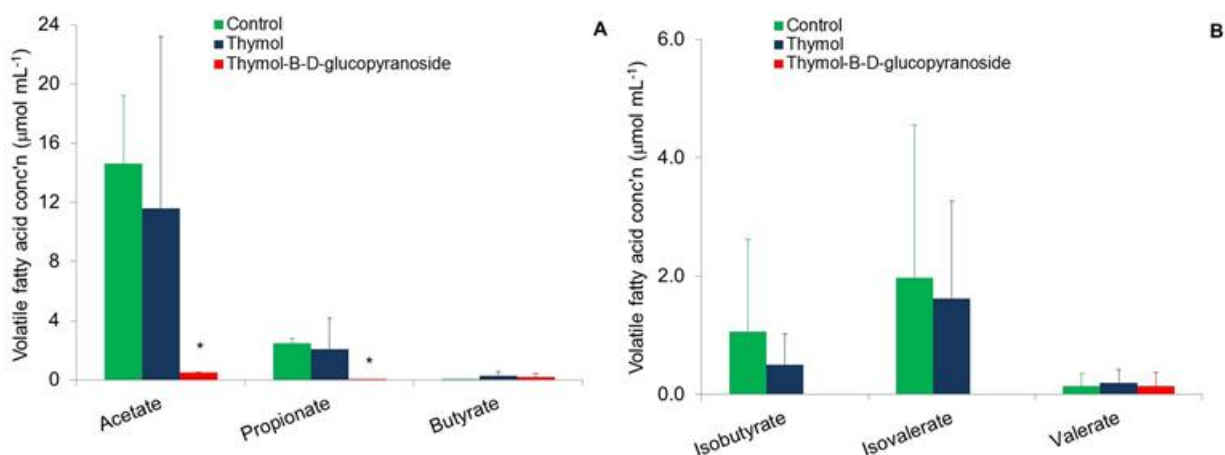 Volatile fatty acid conc'n (µmol mL⁻¹)
24
20
16
12
8
4
0
Control
Thymol
Thymol-B-D-glucopyranoside
A
*
*
Acetate
Propionate
Butyrate
Volatile fatty acid conc'n (µmol mL⁻¹)
6.0
4.0
2.0
0.0
Control
Thymol
Thymol-B-D-glucopyranoside
B
Isobutyrate
Isovalerate
Valerate